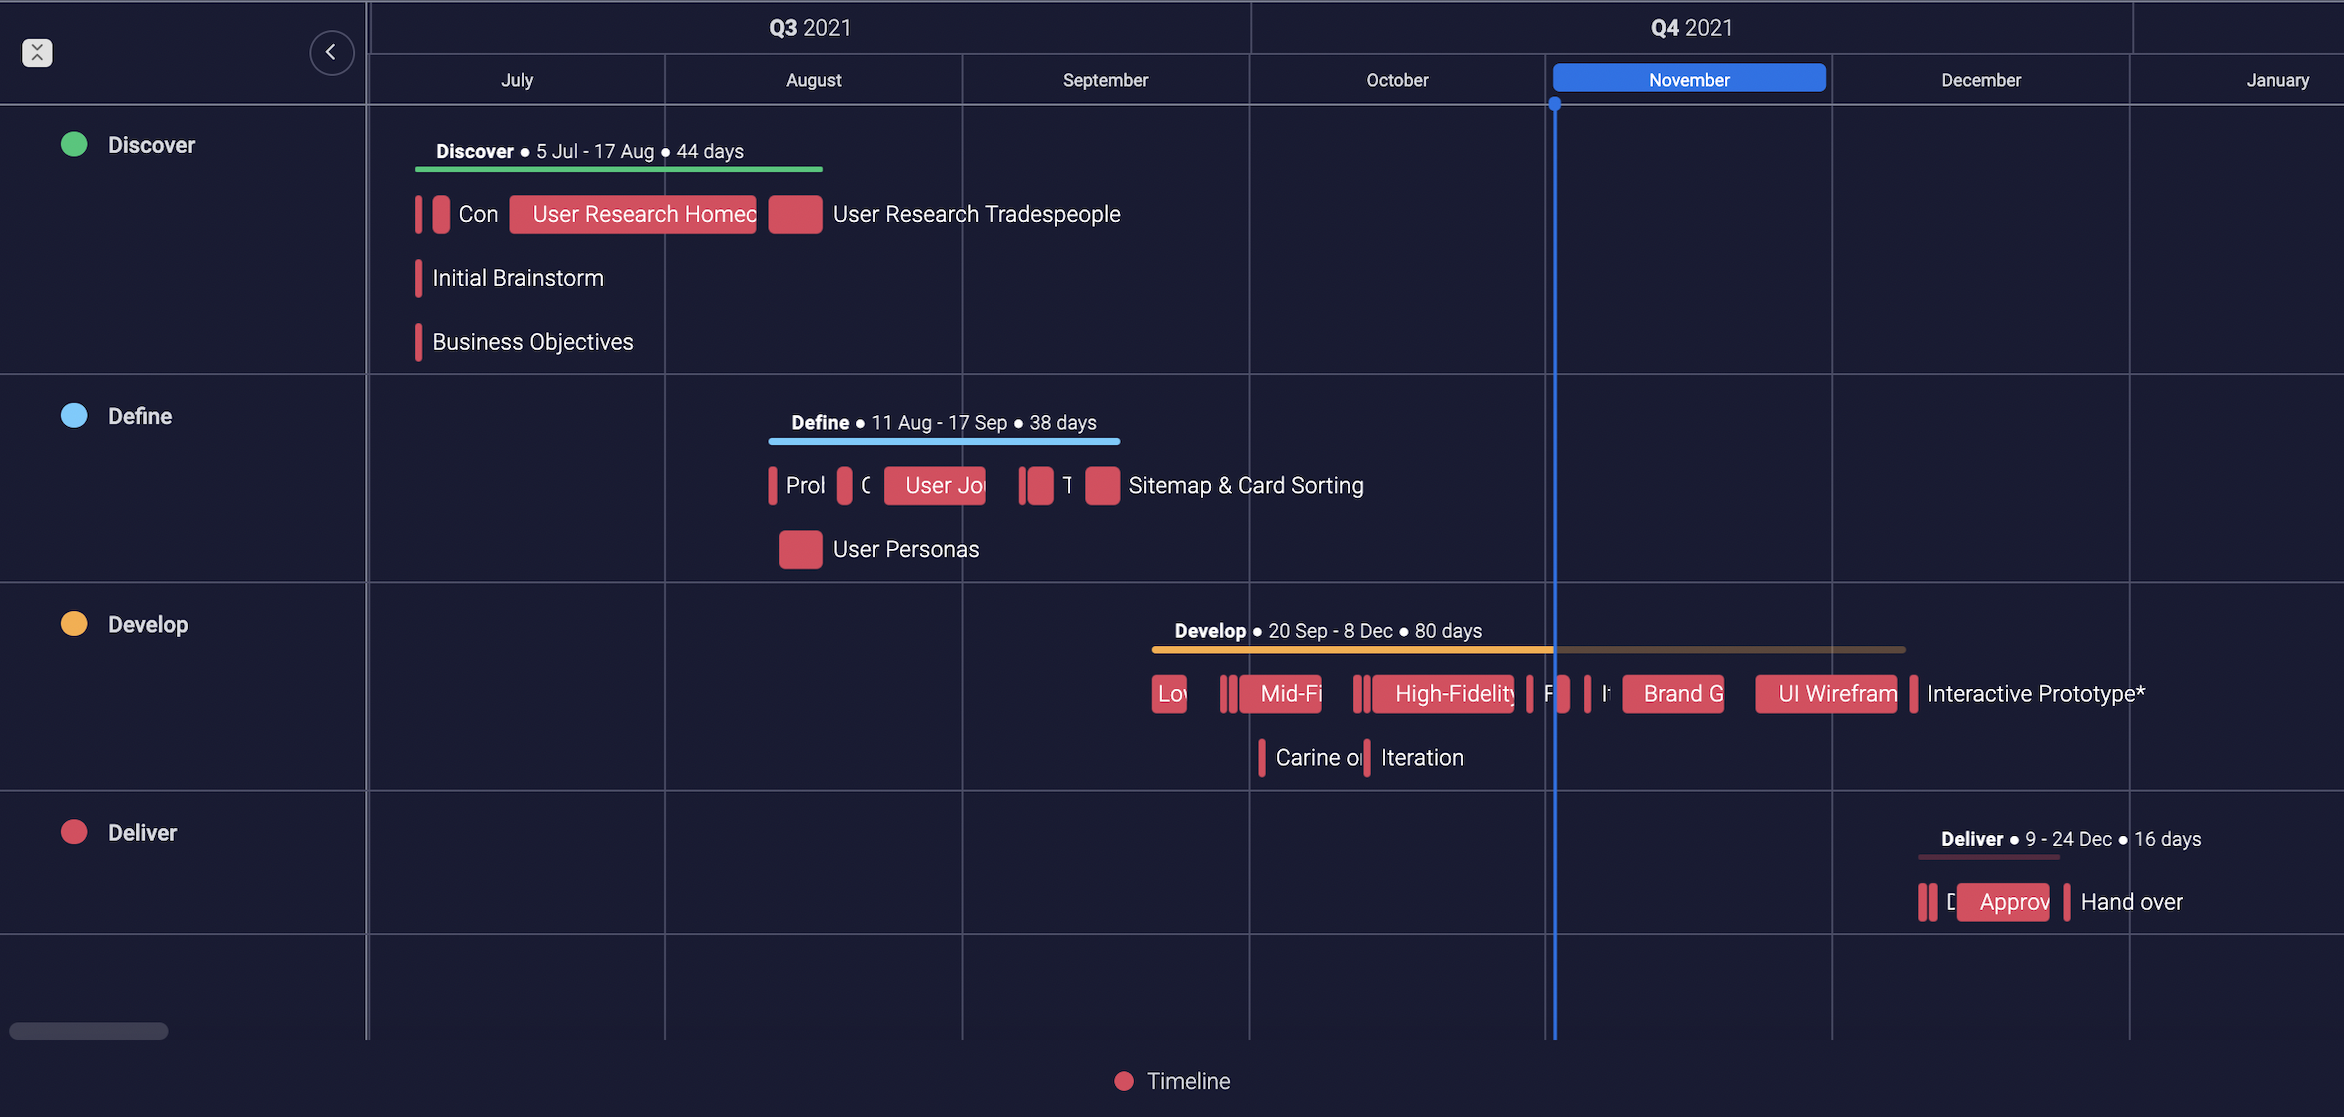 Q3 2021
Q4 2021
July
August
September
October
November
December
January
Discover
Discover • 5 Jul - 17 Aug • 44 days
Con
User Research Homec
User Research Tradespeople
Initial Brainstorm
Business Objectives
Define
Define • 11 Aug - 17 Sep • 38 days
User Jo
T
Sitemap & Card Sorting
User Personas
Develop
Develop • 20 Sep - 8 Dec • 80 days
Mid-Fi
High-Fidelity
Brand G
UI Wirefram
Interactive Prototype*
Carine o
Iteration
Deliver
Deliver • 9 - 24 Dec • 16 days
Approv
Hand over
Timeline